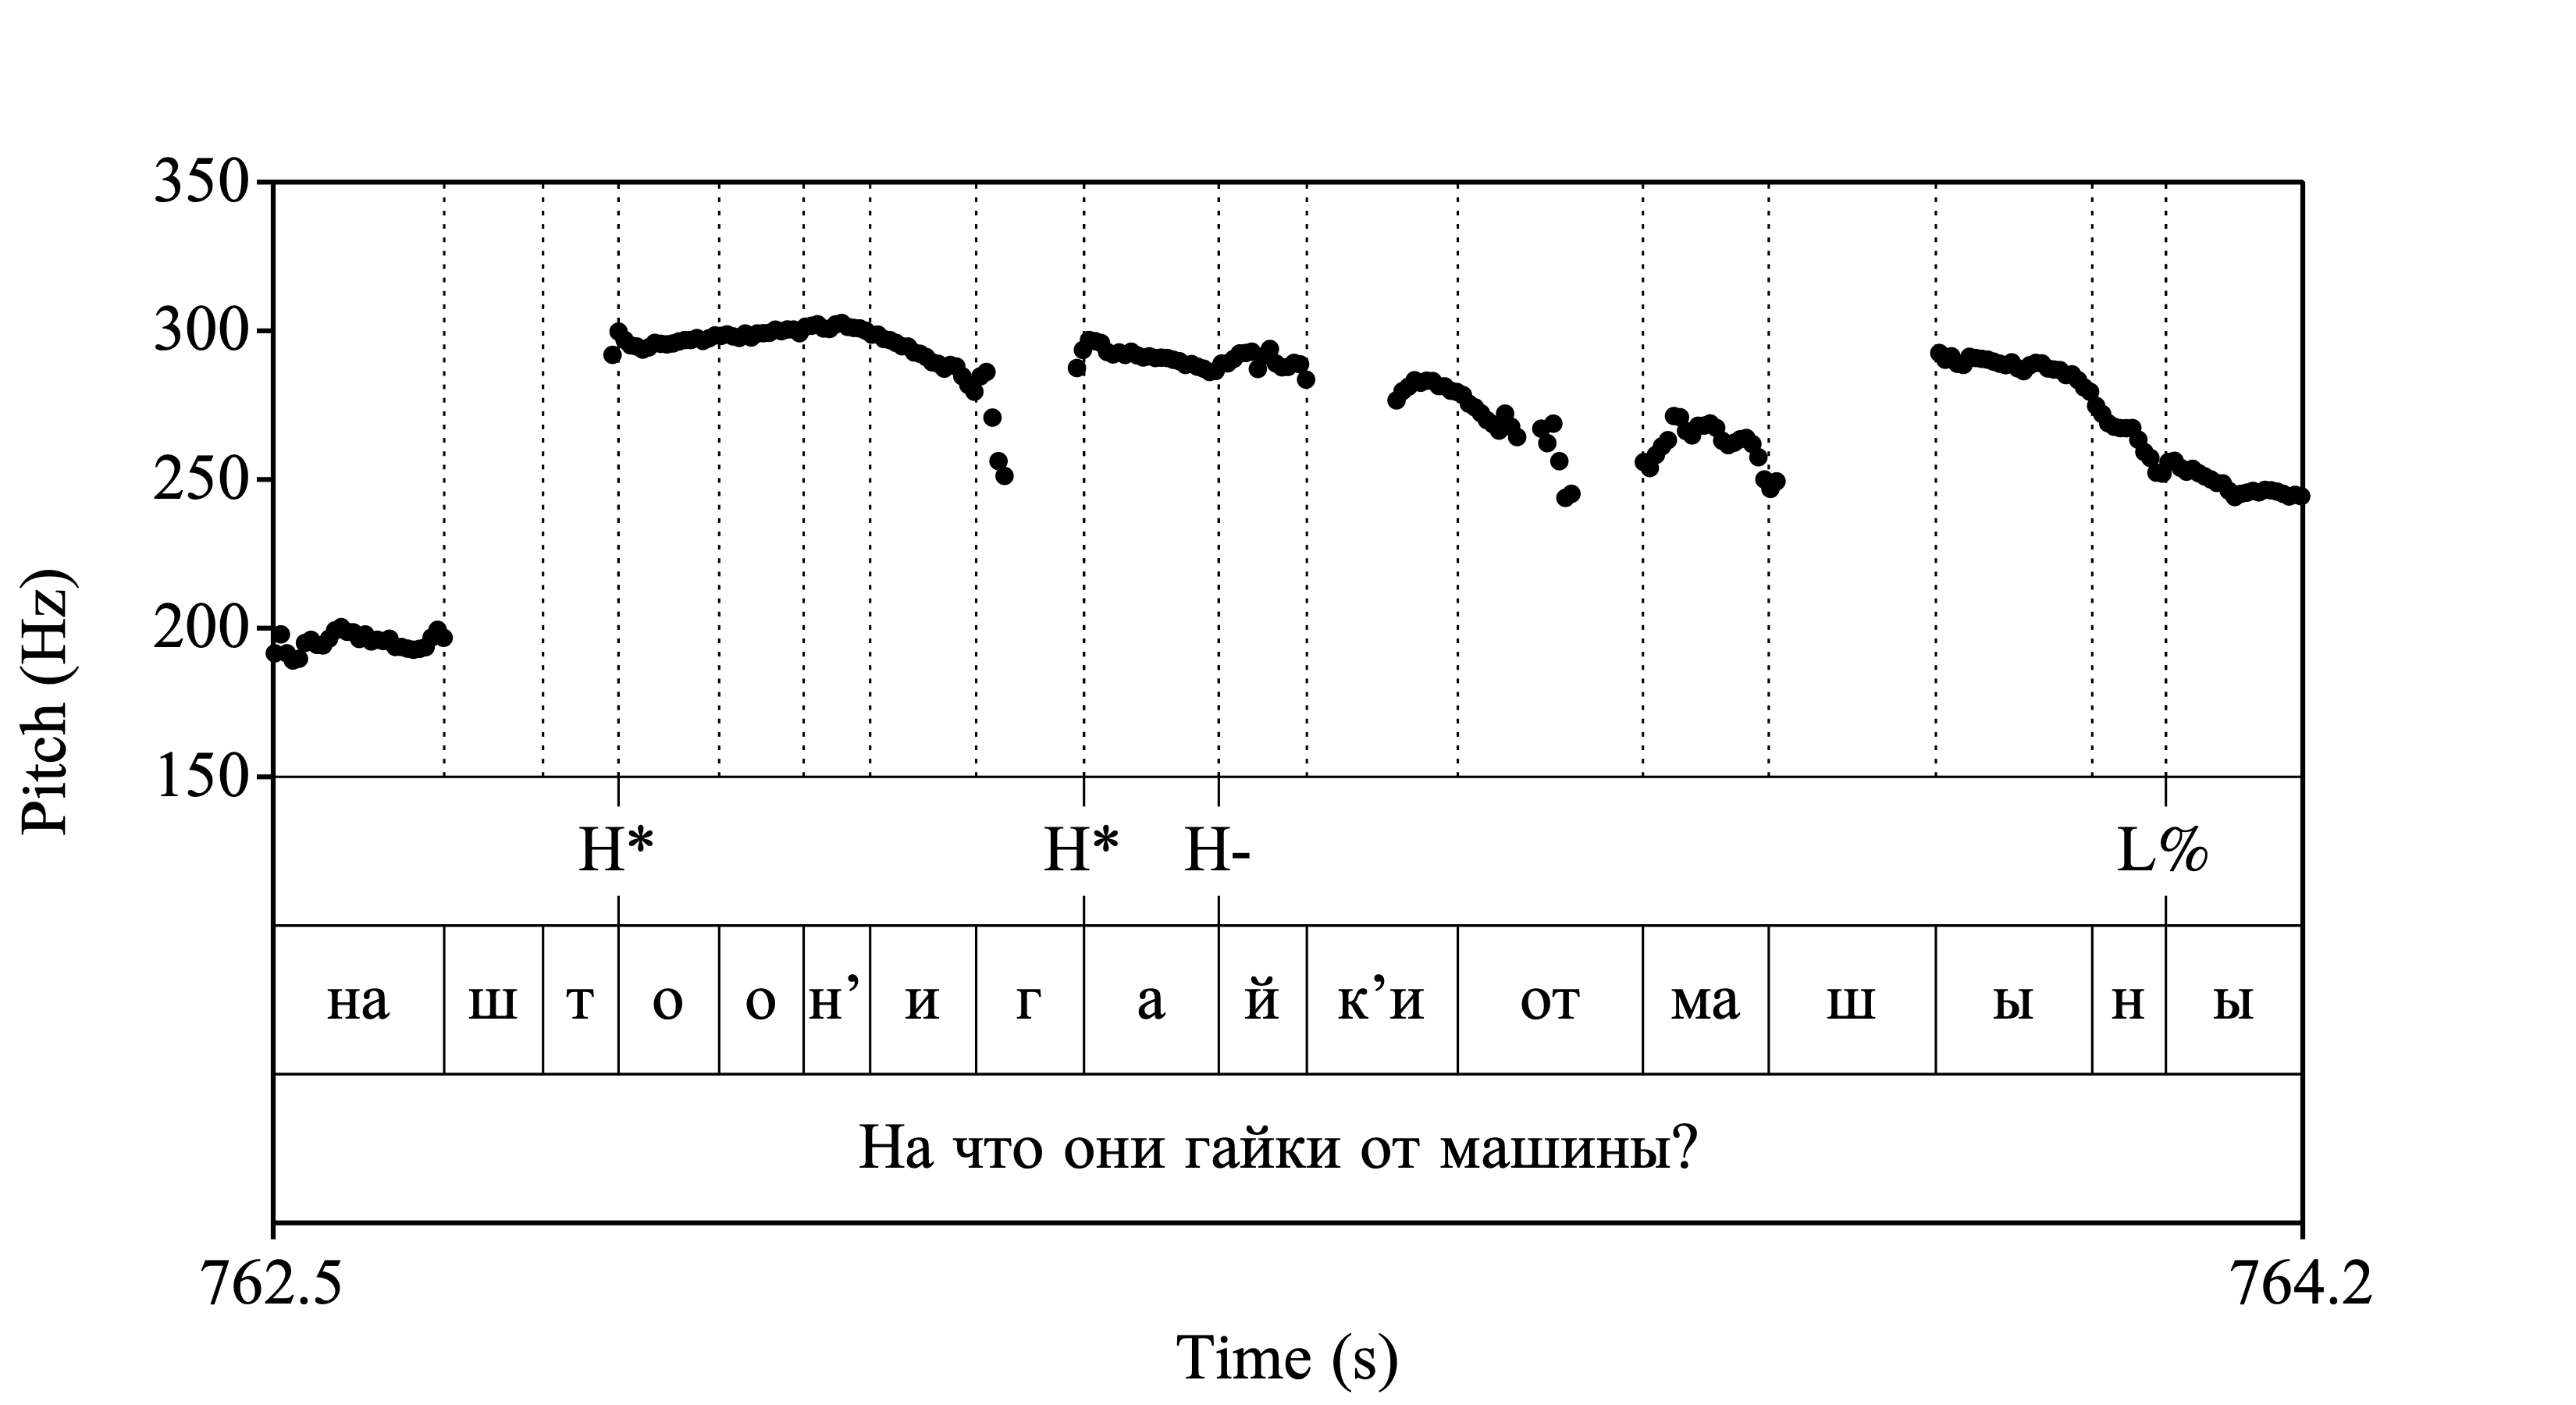 350
300
250
200
150
Pitch (Hz)
H* H* H- L%
на ш т о о н’ и г а й к’и от ма ш ы н ы
На что они гайки от машины?
762.5 764.2
Time (s)